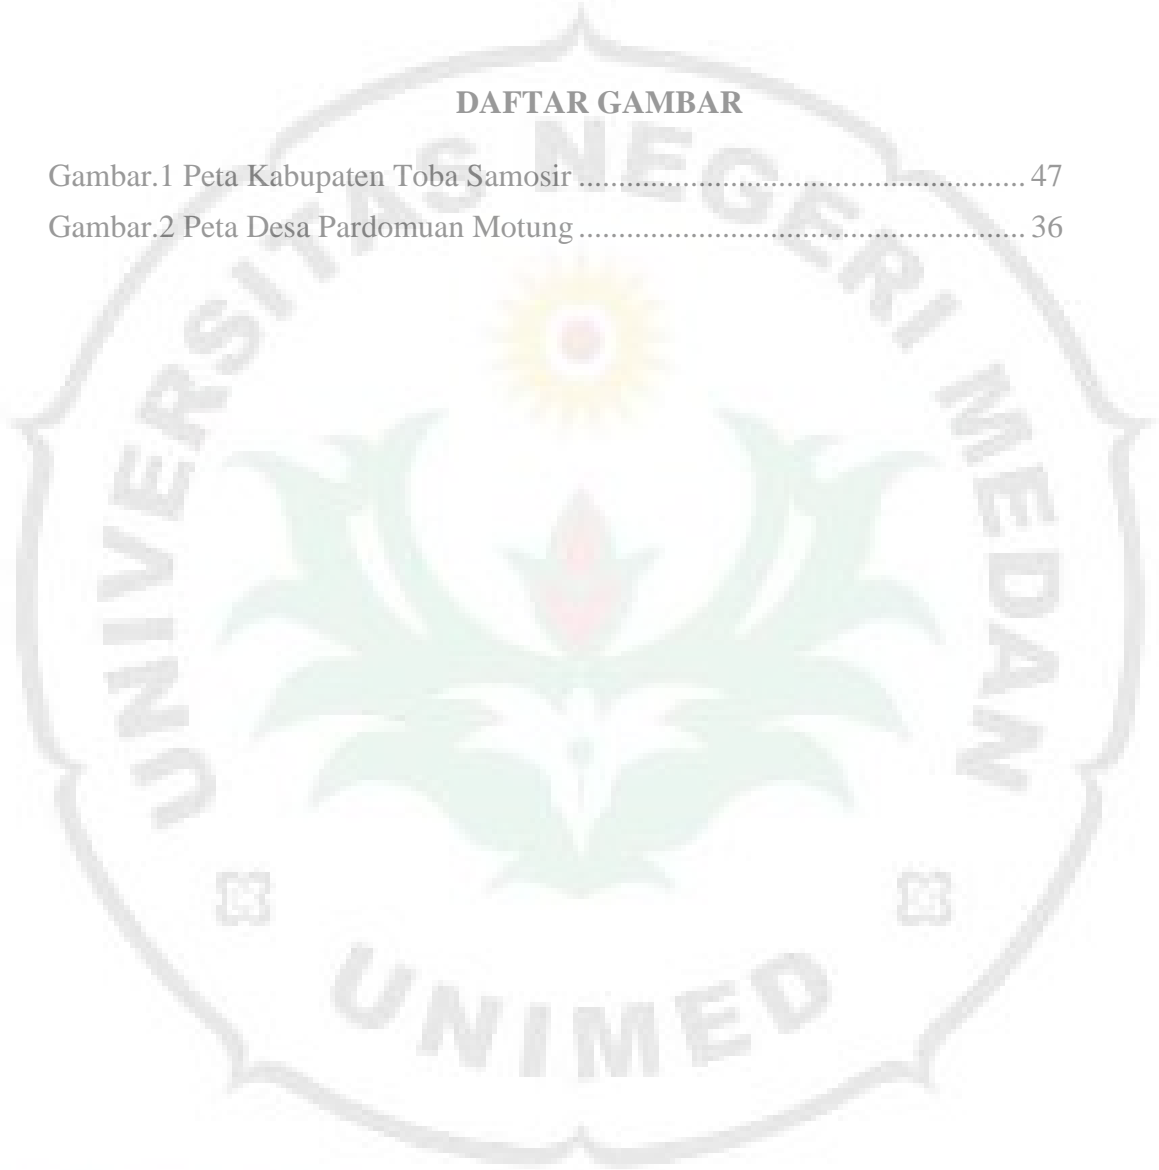 DAFTAR GAMBAR
Gambar.1 Peta Kabupaten Toba Samosir ........................................................ 47
Gambar.2 Peta Desa Pardomuan Motung ........................................................ 36
UNIVERSITAS NEGERI MEDAN
UNIMED